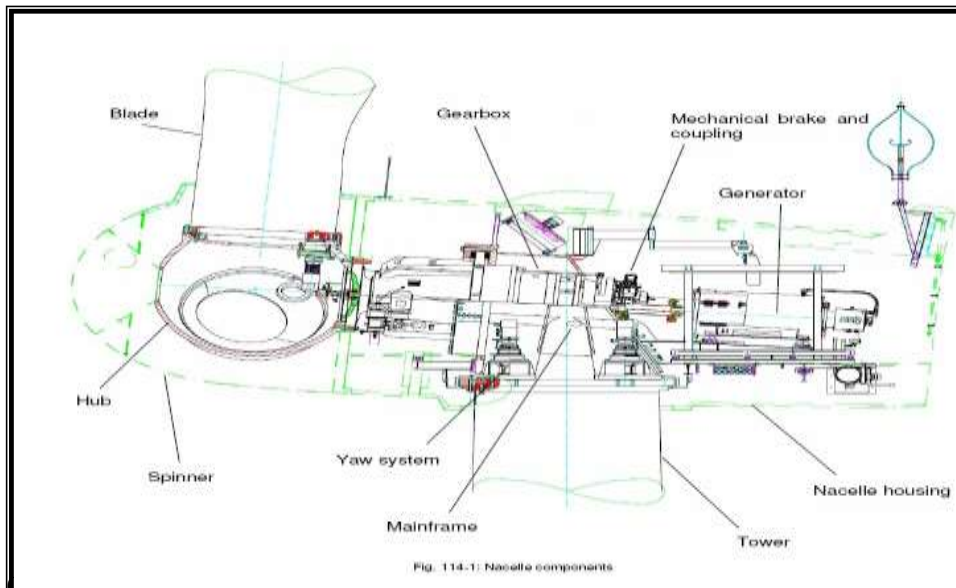 Blade
Gearbox
Mechanical brake and
coupling
Generator
Hub
Yaw system
Spinner
Nacelle housing
Mainframe
Tower
Fig. 114-1: Nacelle components